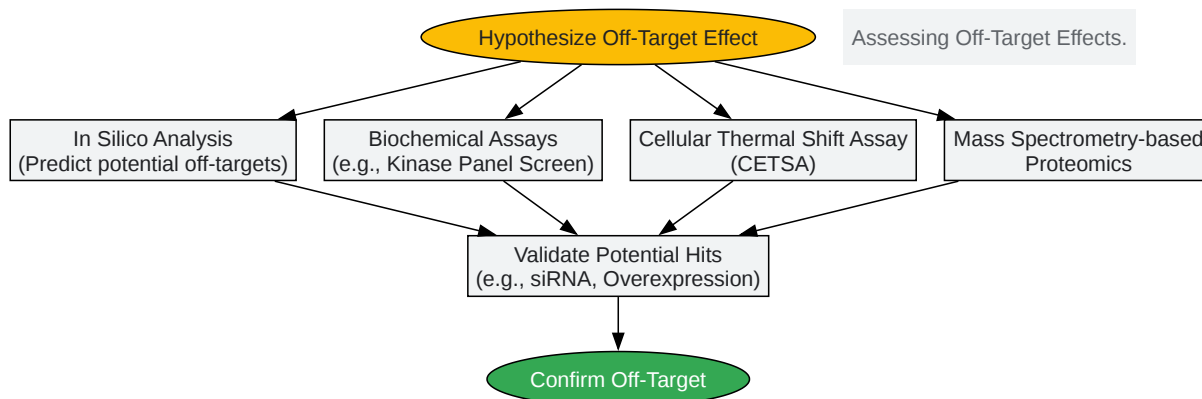 Hypothesize Off-Target Effect
Assessing Off-Target Effects.
In Silico Analysis
(Predict potential off-targets)
Biochemical Assays
(e.g., Kinase Panel Screen)
Cellular Thermal Shift Assay
(CETSA)
Mass Spectrometry-based
Proteomics
Validate Potential Hits
(e.g., siRNA, Overexpression)
Confirm Off-Target